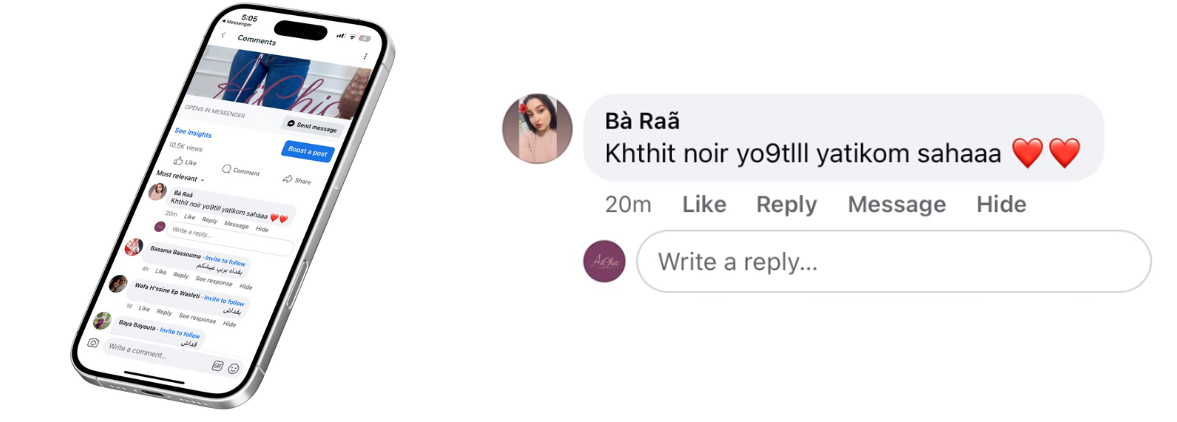 5:05
Messenger
Comments
AiChic
OPENS IN MESSENGER
Send message
See insights
Boost a post
10.5K views
Like
Comment
Share
Most relevant
Bà Raã
Khthit noir yo9tlll yatikom sahaaa ❤️❤️
20m Like Reply Message Hide
Write a reply...
Bassma Bassouma · Invite to follow
بقداه بربي عيشكم
4h Like Reply See response Hide
Wafa H'ssine Ep Wasleti · Invite to follow
بقداش
1d Like Reply See response Hide
Baya Bayouta · Invite to follow
قداش
Write a comment...
GIF
Bà Raã
Khthit noir yo9tlll yatikom sahaaa ❤️❤️
20m Like Reply Message Hide
AiChic
Write a reply...